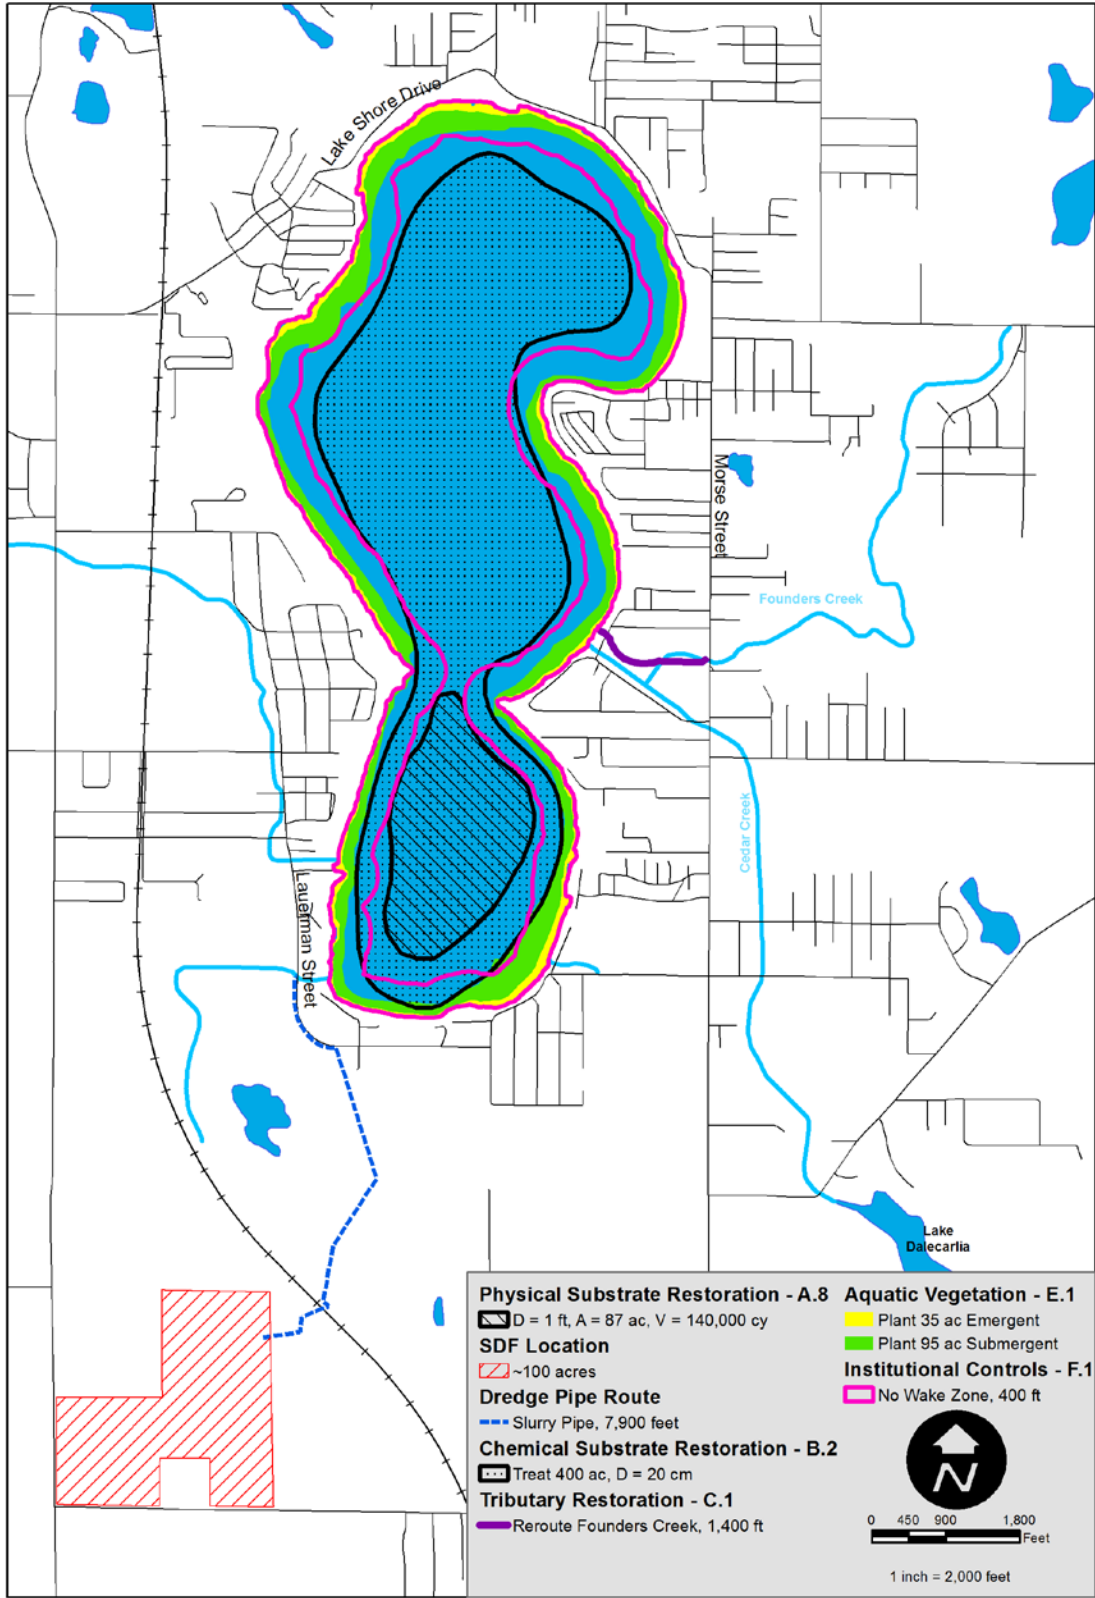 Lake Shore Drive
Morse Street
Founders Creek
Cedar Creek
Lauerman Street
Lake
Dalecarlia
Physical Substrate Restoration - A.8
D = 1 ft, A = 87 ac, V = 140,000 cy
SDF Location
~100 acres
Dredge Pipe Route
Slurry Pipe, 7,900 feet
Chemical Substrate Restoration - B.2
Treat 400 ac, D = 20 cm
Tributary Restoration - C.1
Reroute Founders Creek, 1,400 ft
Aquatic Vegetation - E.1
Plant 35 ac Emergent
Plant 95 ac Submergent
Institutional Controls - F.1
No Wake Zone, 400 ft
N
0 450 900 1,800
Feet
1 inch = 2,000 feet